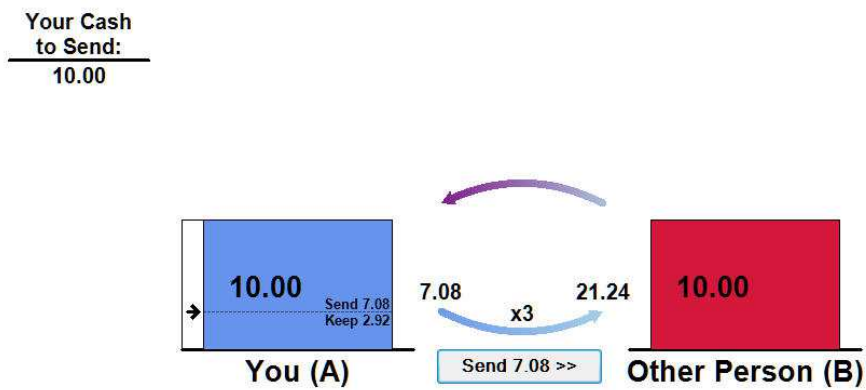 Your Cash
to Send:
10.00
10.00
Send 7.08
Keep 2.92
7.08
x3
21.24
10.00
Send 7.08 >>
You (A)
Other Person (B)